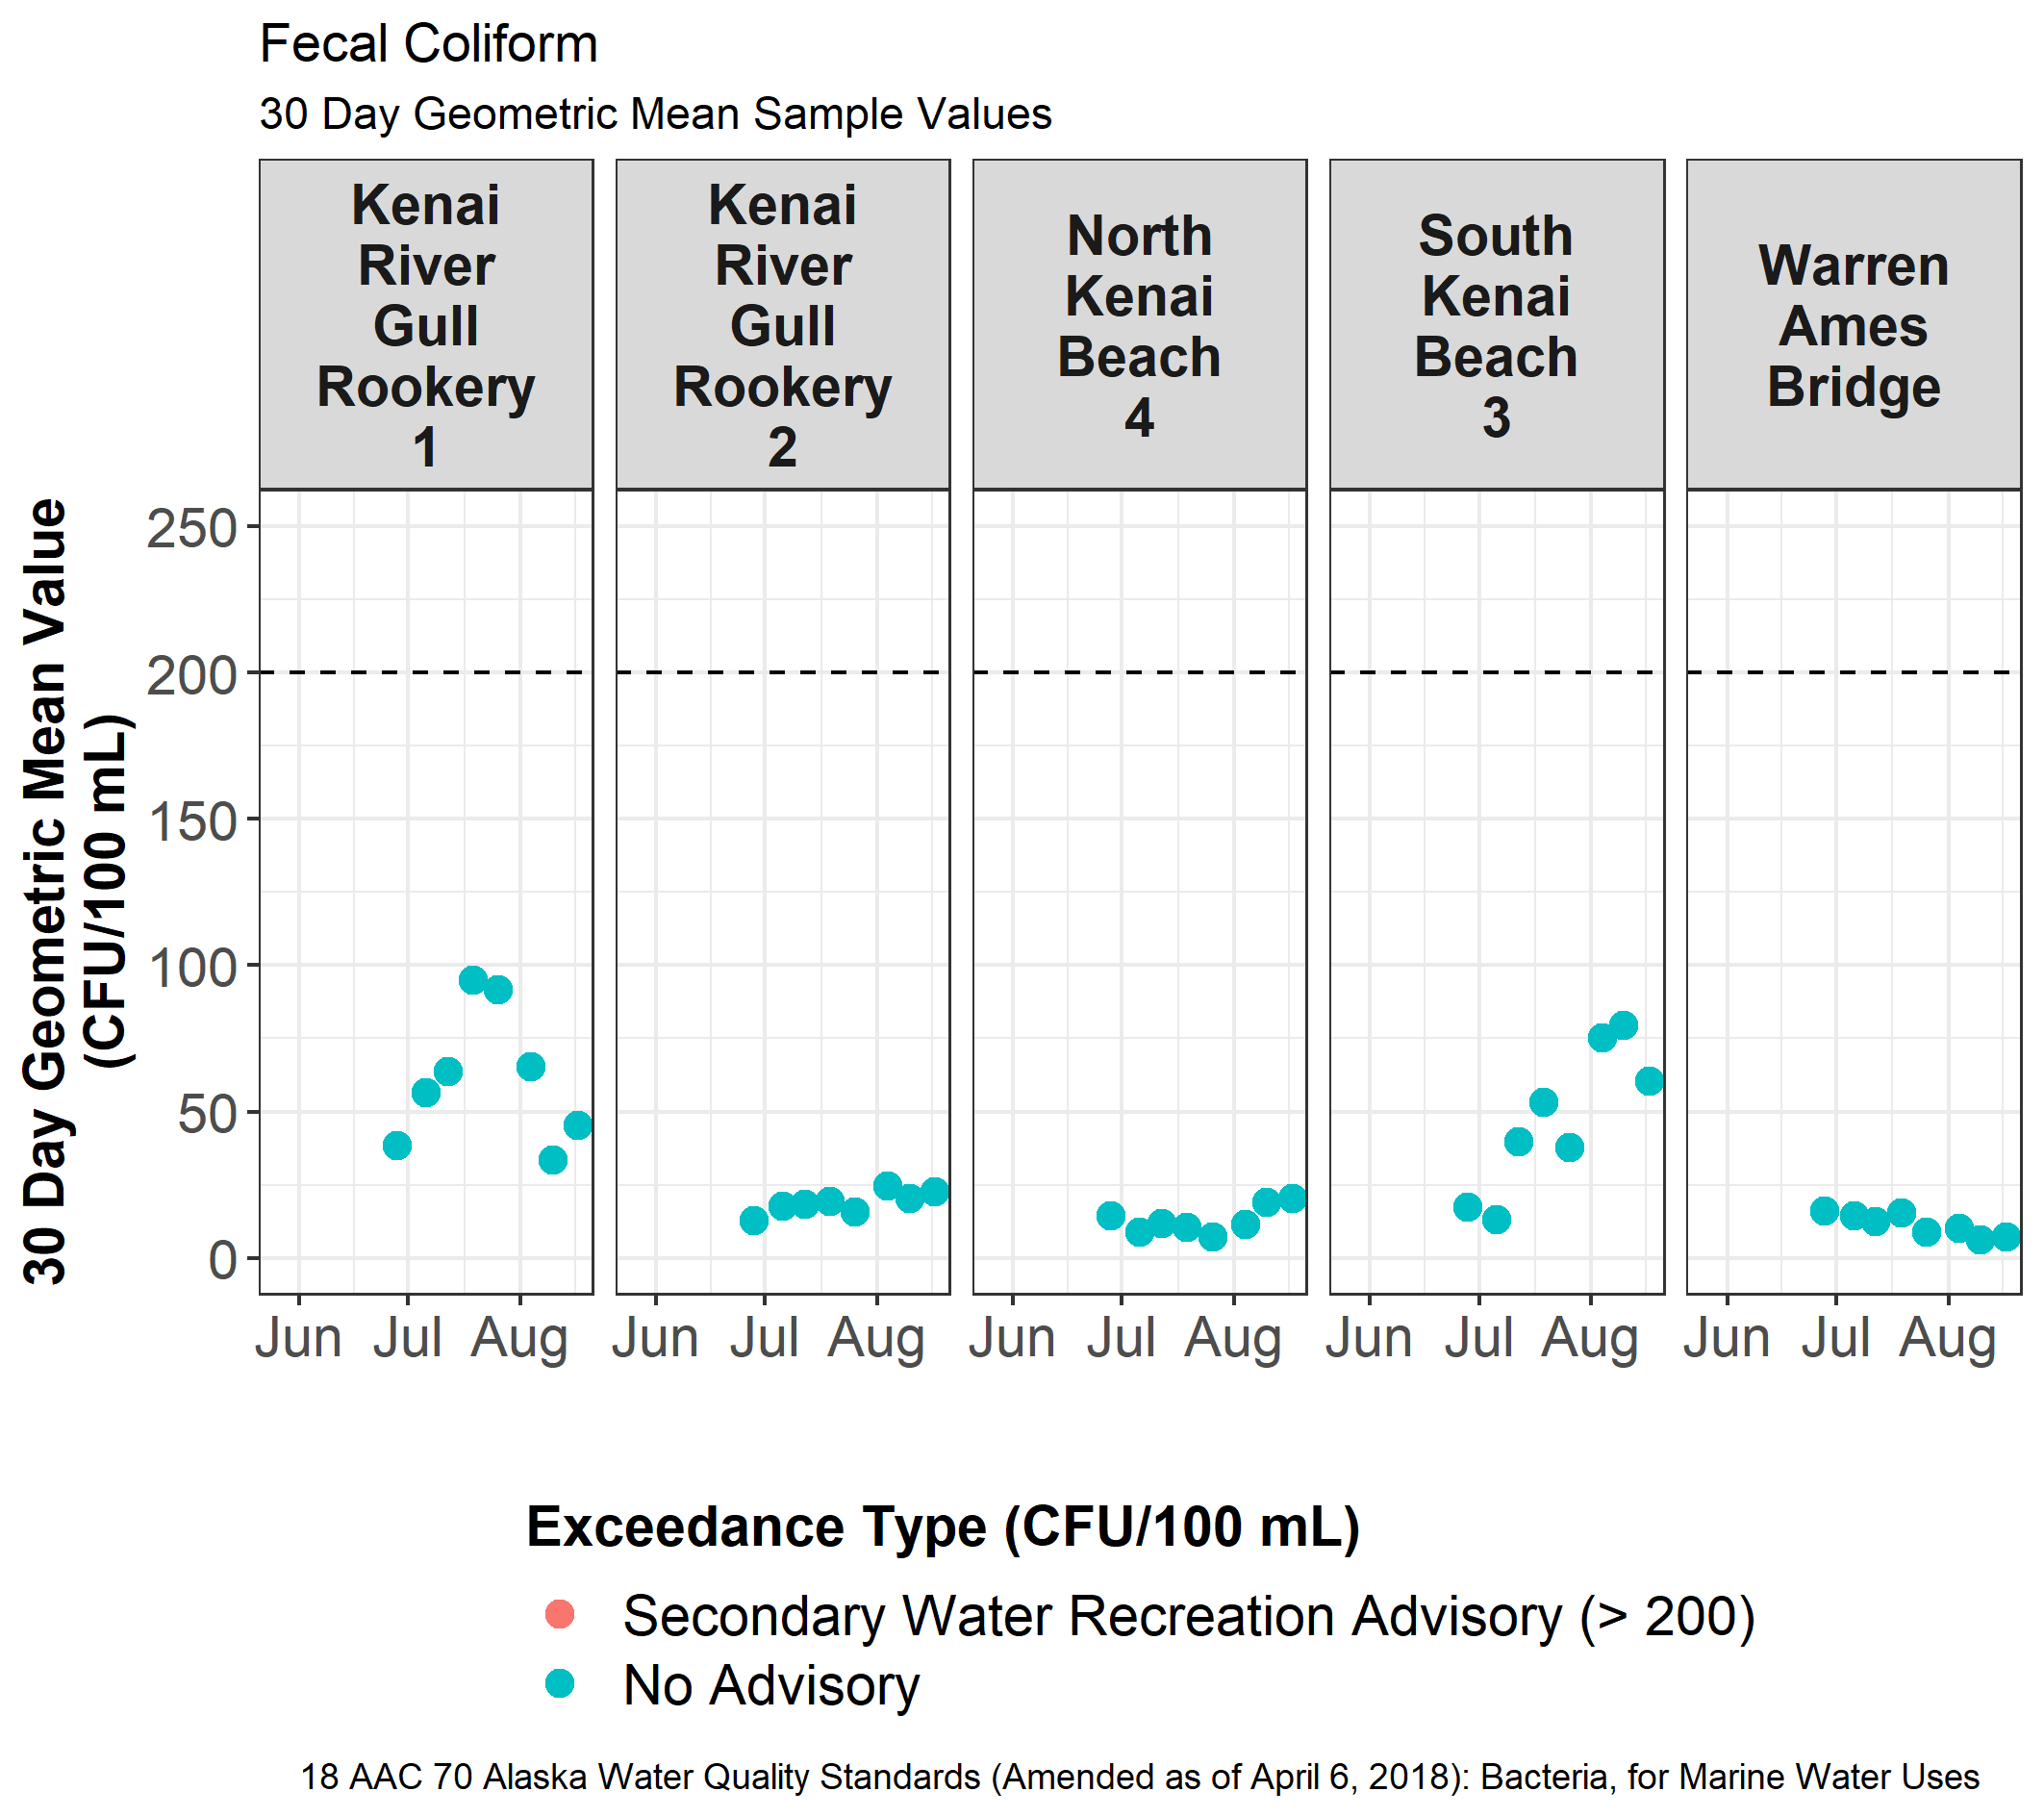 Fecal Coliform
30 Day Geometric Mean Sample Values
Kenai
River
Gull
Rookery
1
Kenai
River
Gull
Rookery
2
North
Kenai
Beach
4
South
Kenai
Beach
3
Warren
Ames
Bridge
30 Day Geometric Mean Value
(CFU/100 mL)
250
200
150
100
50
0
Jun Jul Aug
Jun Jul Aug
Jun Jul Aug
Jun Jul Aug
Jun Jul Aug
Exceedance Type (CFU/100 mL)
Secondary Water Recreation Advisory (> 200)
No Advisory
18 AAC 70 Alaska Water Quality Standards (Amended as of April 6, 2018): Bacteria, for Marine Water Uses